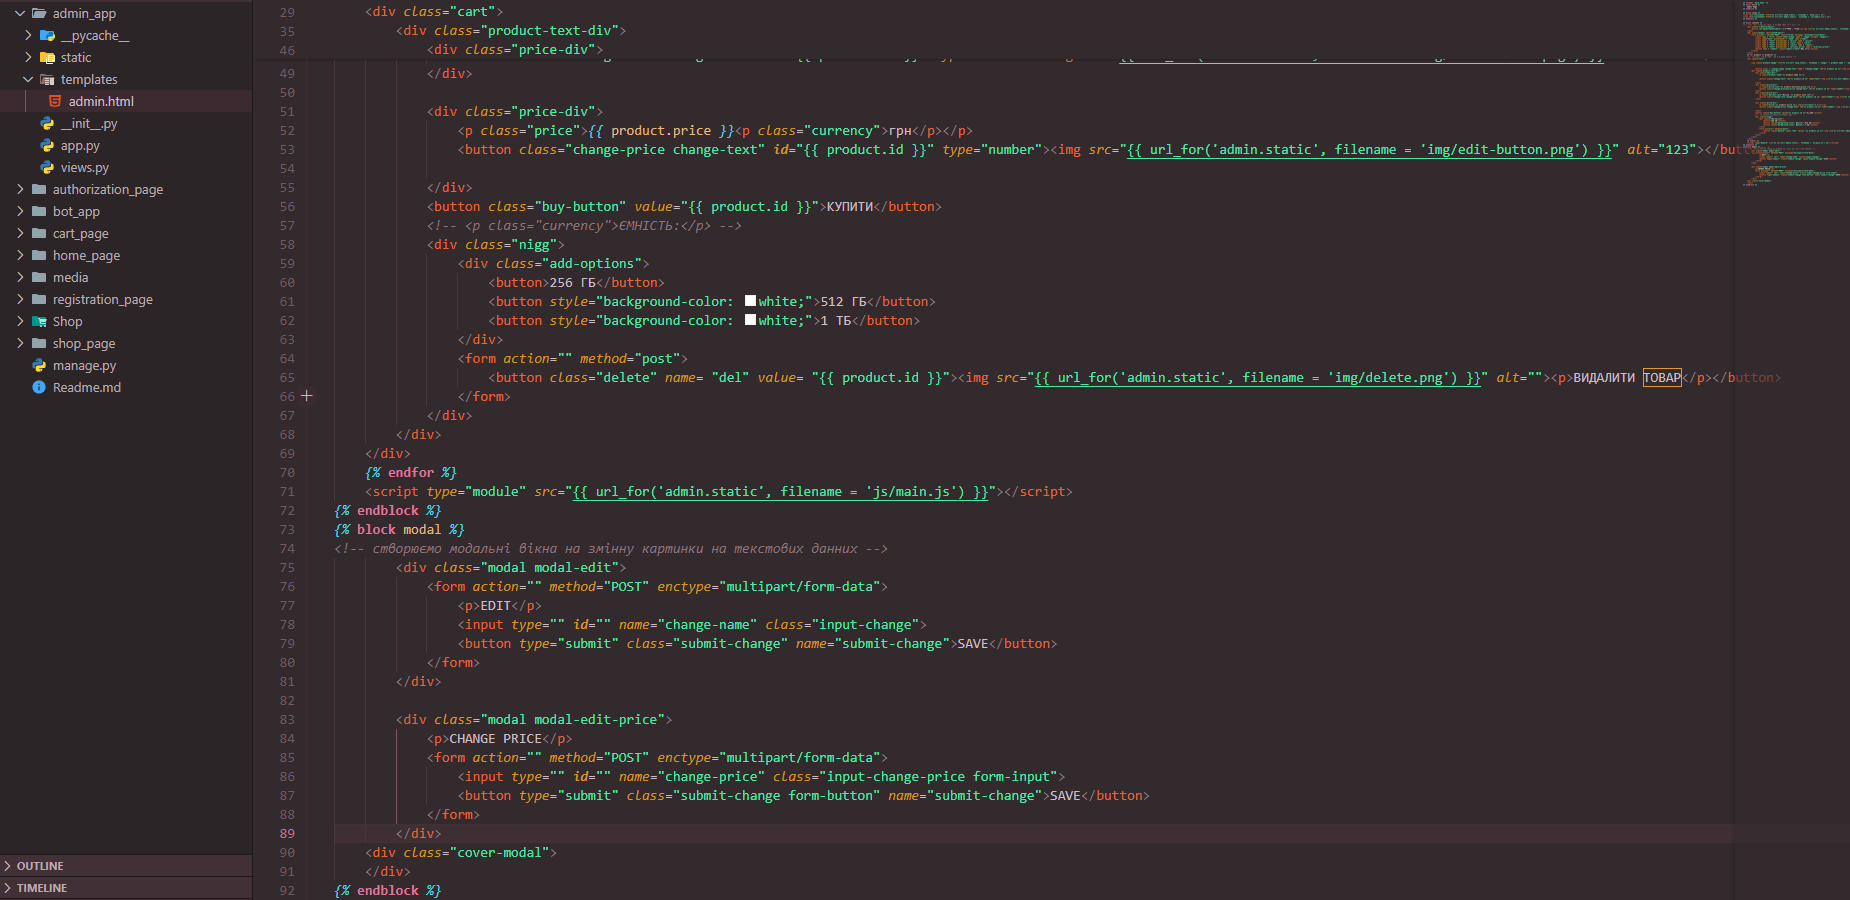 admin_app
__pycache__
static
templates
admin.html
__init__.py
app.py
views.py
authorization_page
bot_app
cart_page
home_page
media
registration_page
Shop
shop_page
manage.py
Readme.md
OUTLINE
TIMELINE
29 <div class="cart">
35 <div class="product-text-div">
46 <div class="price-div">
49 </div>
50
51 <div class="price-div">
52 <p class="price">{{ product.price }}<p class="currency">грн</p></p>
53 <button class="change-price change-text" id="{{ product.id }}" type="number"><img src="{{ url_for('admin.static', filename = 'img/edit-button.png') }}" alt="123"></button>
54
55 </div>
56 <button class="buy-button" value="{{ product.id }}">КУПИТИ</button>
57 <!-- <p class="currency">ЄМНІСТЬ:</p> -->
58 <div class="nigg">
59 <div class="add-options">
60 <button>256 ГБ</button>
61 <button style="background-color: white;">512 ГБ</button>
62 <button style="background-color: white;">1 ТБ</button>
63 </div>
64 <form action="" method="post">
65 <button class="delete" name= "del" value= "{{ product.id }}"><img src="{{ url_for('admin.static', filename = 'img/delete.png') }}" alt=""><p>ВИДАЛИТИ ТОВАР</p></button>
66 </form>
67 </div>
68 </div>
69 </div>
70 {% endfor %}
71 <script type="module" src="{{ url_for('admin.static', filename = 'js/main.js') }}"></script>
72 {% endblock %}
73 {% block modal %}
74 <!-- створюємо модальні вікна на змінну картинки на текстових данних -->
75 <div class="modal modal-edit">
76 <form action="" method="POST" enctype="multipart/form-data">
77 <p>EDIT</p>
78 <input type="" id="" name="change-name" class="input-change">
79 <button type="submit" class="submit-change" name="submit-change">SAVE</button>
80 </form>
81 </div>
82
83 <div class="modal modal-edit-price">
84 <p>CHANGE PRICE</p>
85 <form action="" method="POST" enctype="multipart/form-data">
86 <input type="" id="" name="change-price" class="input-change-price form-input">
87 <button type="submit" class="submit-change form-button" name="submit-change">SAVE</button>
88 </form>
89 </div>
90 <div class="cover-modal">
91 </div>
92 {% endblock %}